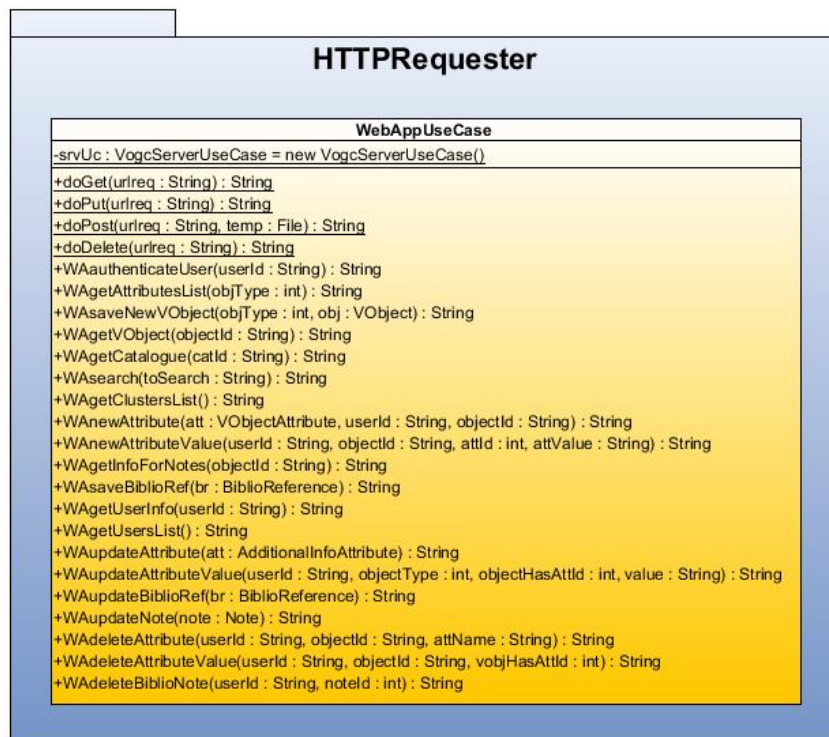 HTTPRequester
WebAppUseCase
-srvUc : VogcServerUseCase = new VogcServerUseCase()
+doGet(urlreq : String) : String
+doPut(urlreq : String) : String
+doPost(urlreq : String, temp : File) : String
+doDelete(urlreq : String) : String
+WAauthenticateUser(userId : String) : String
+WAgetAttributesList(objType : int) : String
+WAsaveNewVObject(objType : int, obj : VObject) : String
+WAgetVObject(objectId : String) : String
+WAgetCatalogue(catId : String) : String
+WAsearch(toSearch : String) : String
+WAgetClustersList() : String
+WAnewAttribute(att : VObjectAttribute, userId : String, objectId : String) : String
+WAnewAttributeValue(userId : String, objectId : String, attId : int, attValue : String) : String
+WAgetInfoForNotes(objectId : String) : String
+WAsaveBiblioRef(br : BiblioReference) : String
+WAgetUserInfo(userId : String) : String
+WAgetUsersList() : String
+WAupdateAttribute(att : AdditionalInfoAttribute) : String
+WAupdateAttributeValue(userId : String, objectType : int, objectHasAttId : int, value : String) : String
+WAupdateBiblioRef(br : BiblioReference) : String
+WAupdateNote(note : Note) : String
+WAdeleteAttribute(userId : String, objectId : String, attName : String) : String
+WAdeleteAttributeValue(userId : String, objectId : String, vobjHasAttId : int) : String
+WAdeleteBiblioNote(userId : String, noteId : int) : String